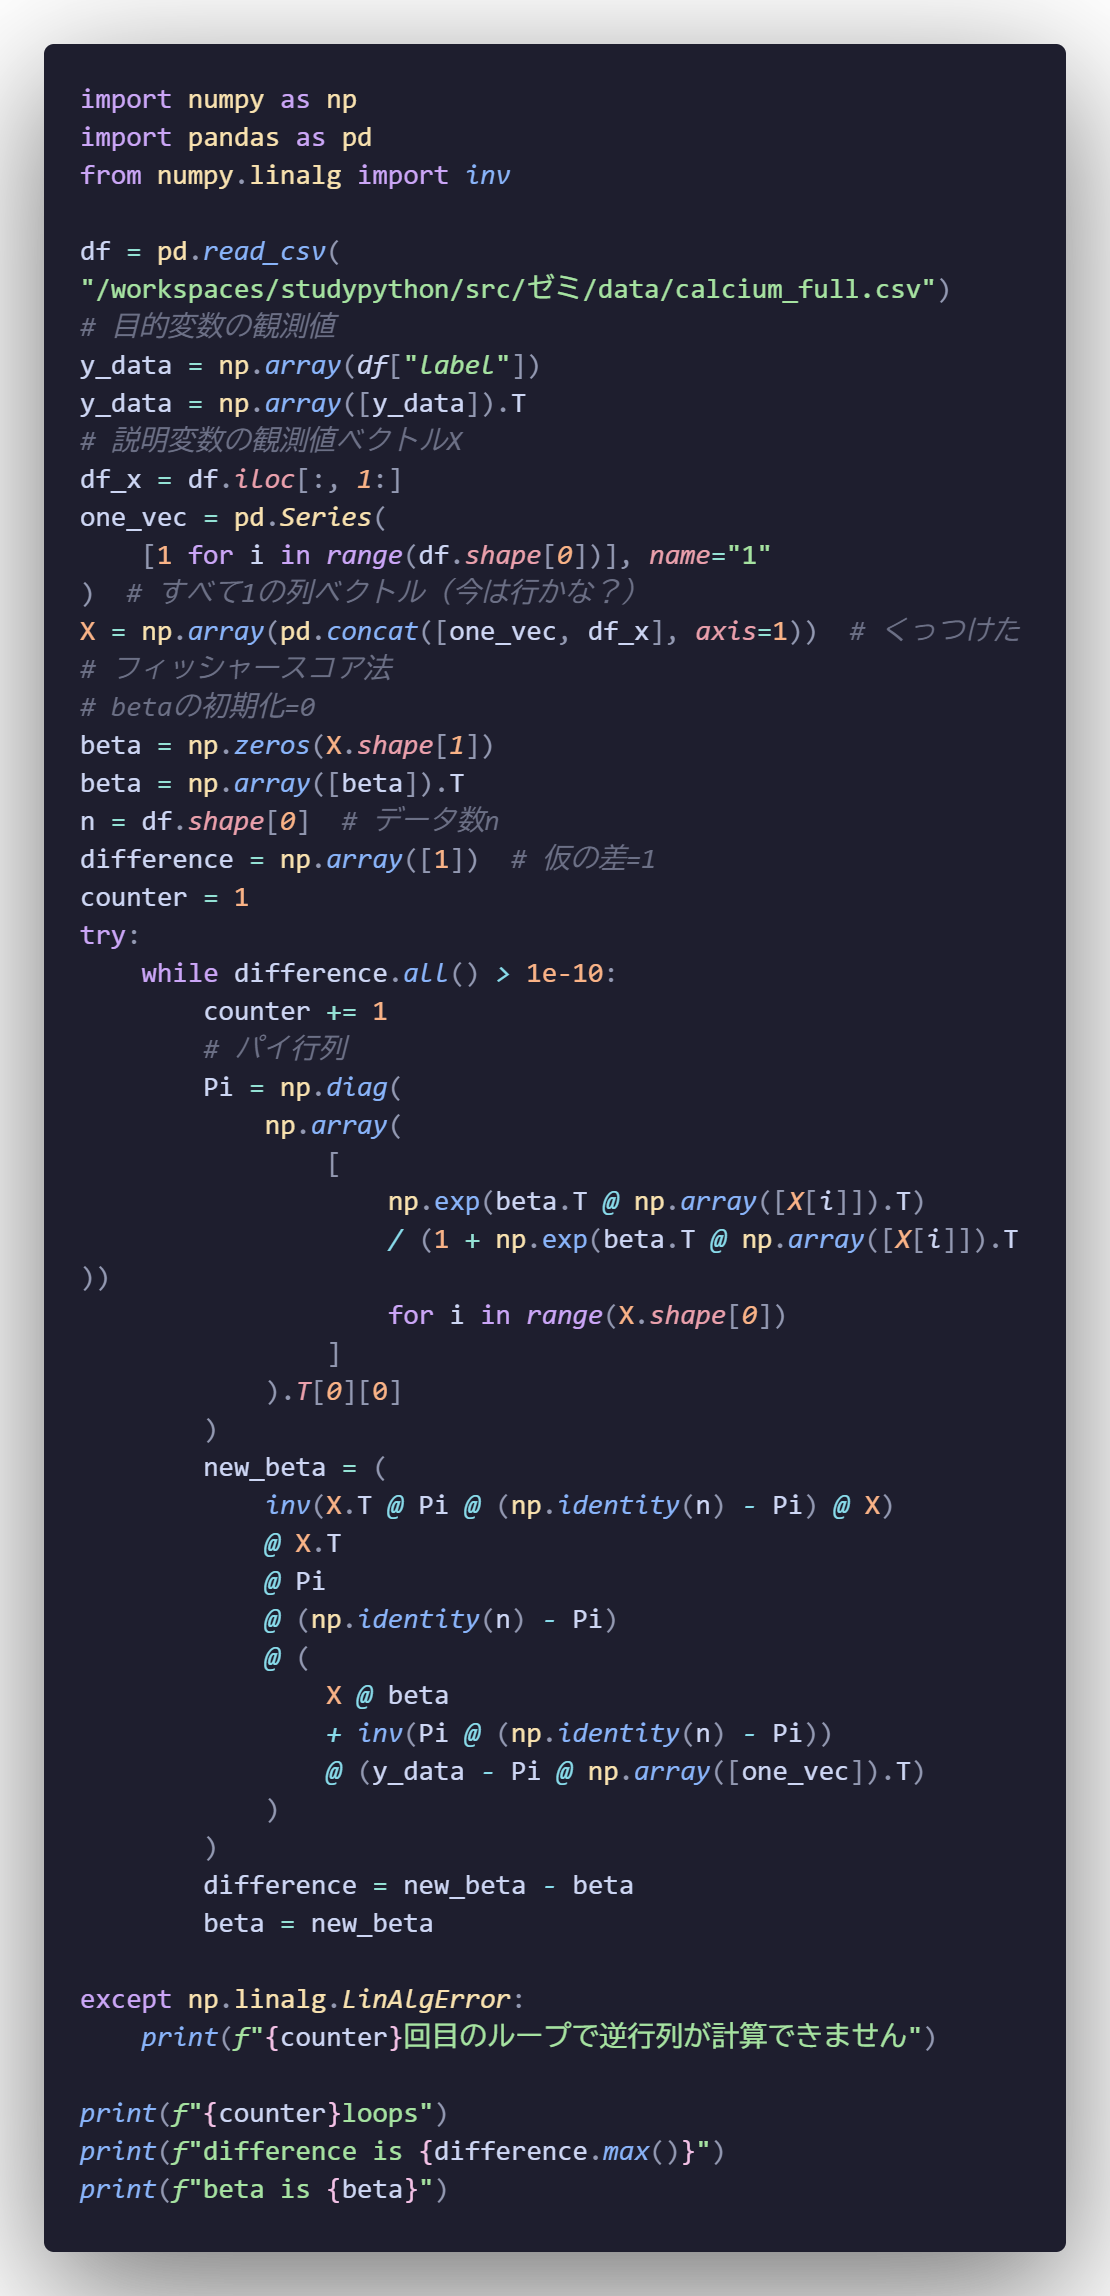 import numpy as np
import pandas as pd
from numpy.linalg import inv

df = pd.read_csv(
"/workspaces/studypython/src/ゼミ/data/calcium_full.csv")
# 目的変数の観測値
y_data = np.array(df["label"])
y_data = np.array([y_data]).T
# 説明変数の観測値ベクトルX
df_x = df.iloc[:, 1:]
one_vec = pd.Series(
    [1 for i in range(df.shape[0])], name="1"
)  # すべて1の列ベクトル（今は行かな？）
X = np.array(pd.concat([one_vec, df_x], axis=1))  # くっつけた
# フィッシャースコア法
# betaの初期化=0
beta = np.zeros(X.shape[1])
beta = np.array([beta]).T
n = df.shape[0]  # データ数n
difference = np.array([1])  # 仮の差=1
counter = 1
try:
    while difference.all() > 1e-10:
        counter += 1
        # パイ行列
        Pi = np.diag(
            np.array(
                [
                    np.exp(beta.T @ np.array([X[i]]).T)
                    / (1 + np.exp(beta.T @ np.array([X[i]]).T
))
                    for i in range(X.shape[0])
                ]
            ).T[0][0]
        )
        new_beta = (
            inv(X.T @ Pi @ (np.identity(n) - Pi) @ X)
            @ X.T
            @ Pi
            @ (np.identity(n) - Pi)
            @ (
                X @ beta
                + inv(Pi @ (np.identity(n) - Pi))
                @ (y_data - Pi @ np.array([one_vec]).T)
            )
        )
        difference = new_beta - beta
        beta = new_beta

except np.linalg.LinAlgError:
    print(f"{counter}回目のループで逆行列が計算できません")

print(f"{counter}loops")
print(f"difference is {difference.max()}")
print(f"beta is {beta}")